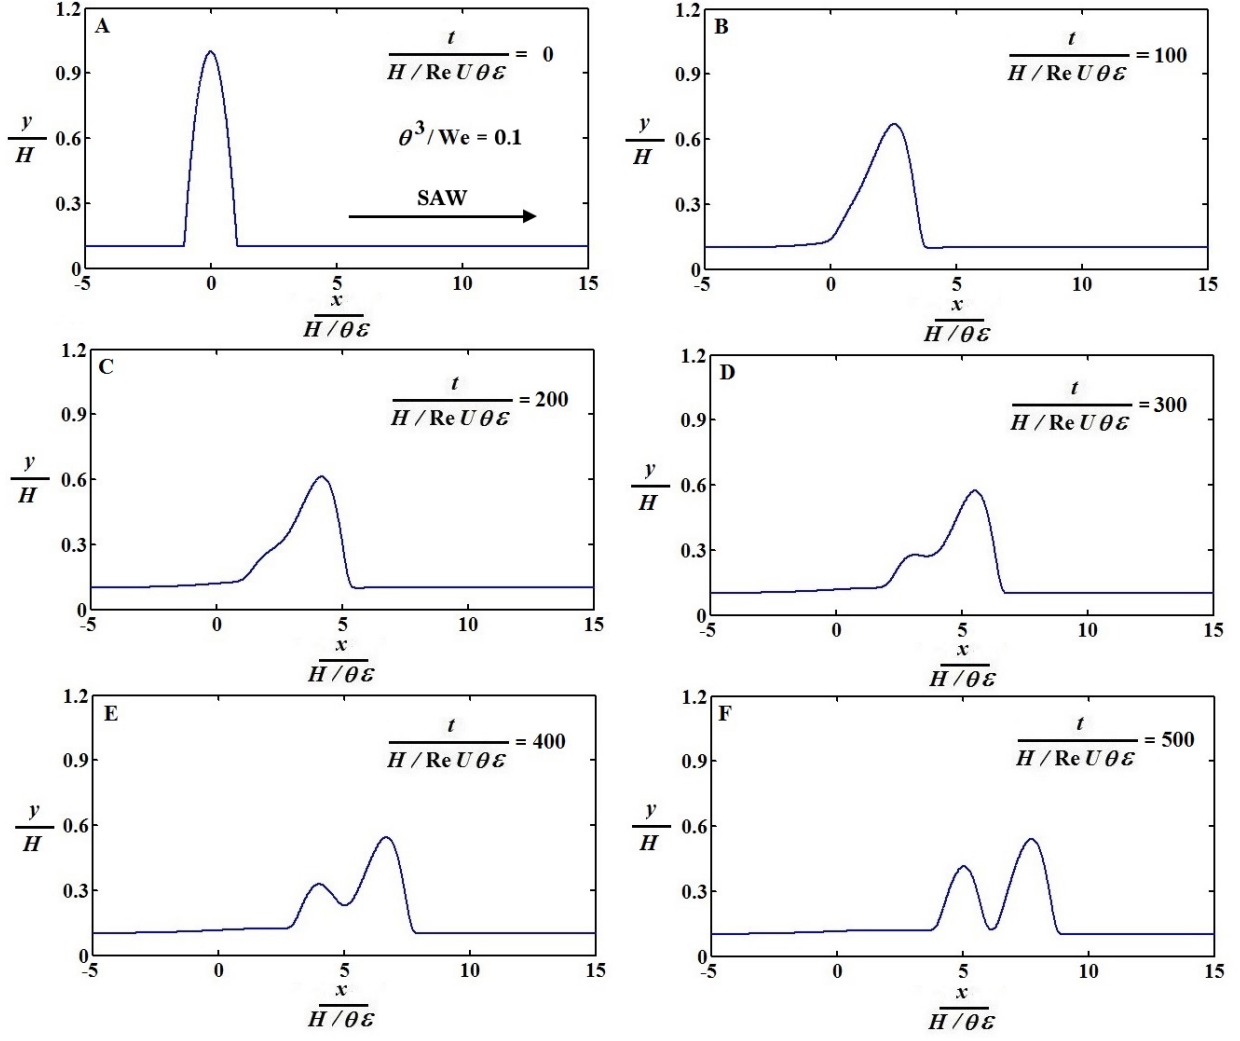 A
1.2
0.9
0.6
0.3
0
y
H
t
H / Re U θ ε
= 0
θ³/ We = 0.1
SAW
-5 0 5 10 15
x
H / θ ε
B
1.2
0.9
0.6
0.3
0
y
H
t
H / Re U θ ε
= 100
-5 0 5 10 15
x
H / θ ε
C
1.2
0.9
0.6
0.3
0
y
H
t
H / Re U θ ε
= 200
-5 0 5 10 15
x
H / θ ε
D
1.2
0.9
0.6
0.3
0
y
H
t
H / Re U θ ε
= 300
-5 0 5 10 15
x
H / θ ε
E
1.2
0.9
0.6
0.3
0
y
H
t
H / Re U θ ε
= 400
-5 0 5 10 15
x
H / θ ε
F
1.2
0.9
0.6
0.3
0
y
H
t
H / Re U θ ε
= 500
-5 0 5 10 15
x
H / θ ε